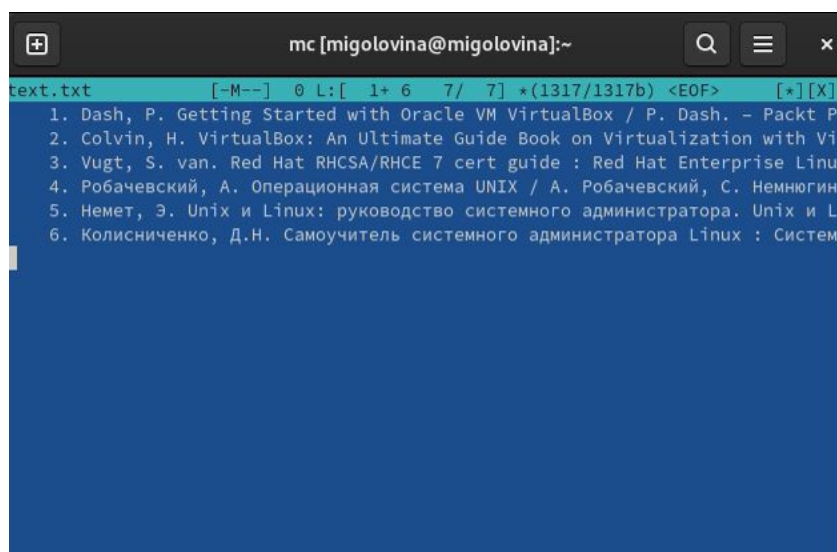 mc [migolovina@migolovina]:~
text.txt [-M--] 0 L:[ 1+ 6 7/ 7] *(1317/1317b) <EOF> [*][X]
1. Dash, P. Getting Started with Oracle VM VirtualBox / P. Dash. – Packt P
2. Colvin, H. VirtualBox: An Ultimate Guide Book on Virtualization with Vi
3. Vugt, S. van. Red Hat RHCSA/RHCE 7 cert guide : Red Hat Enterprise Linu
4. Робачевский, А. Операционная система UNIX / А. Робачевский, С. Немнюгин
5. Немет, Э. Unix и Linux: руководство системного администратора. Unix и L
6. Колисниченко, Д.Н. Самоучитель системного администратора Linux : Систем